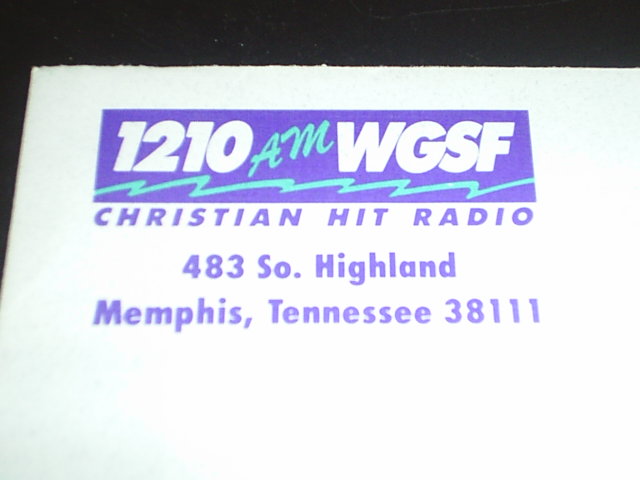 1210 AM WGSF
CHRISTIAN HIT RADIO
483 So. Highland
Memphis, Tennessee 38111